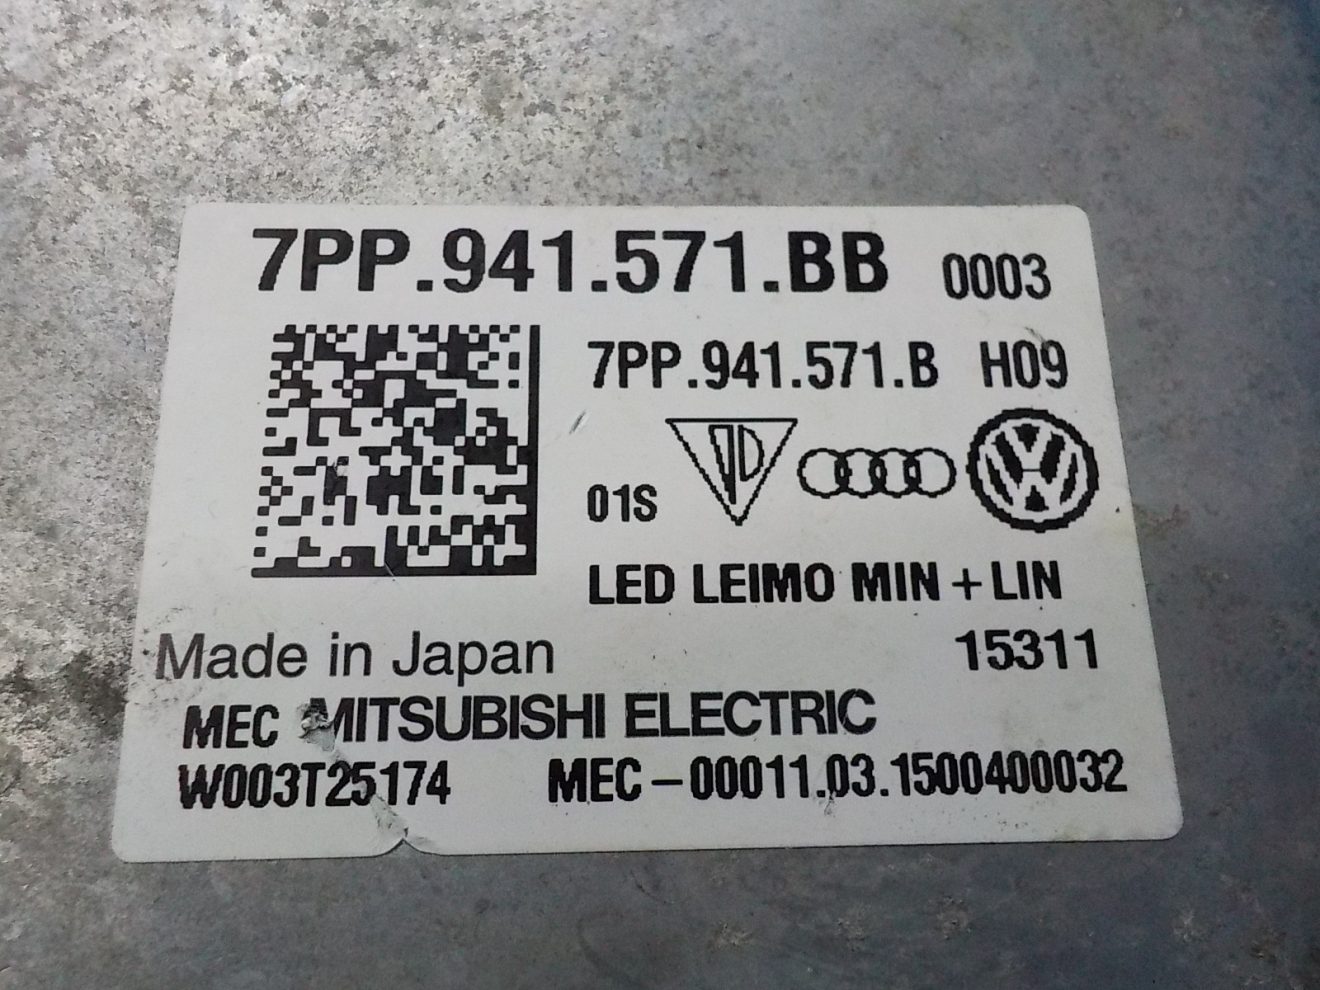 7PP.941.571.BB 0003
7PP.941.571.B H09
01S
LED LEIMO MIN + LIN
Made in Japan 15311
MEC MITSUBISHI ELECTRIC
W003T25174 MEC-00011.03.1500400032